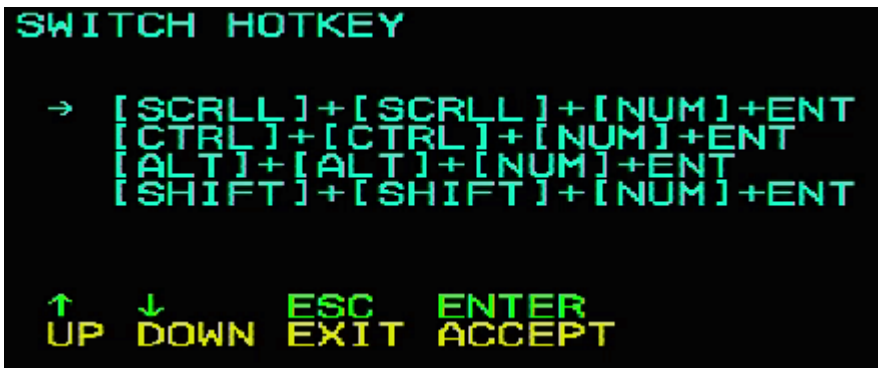 SWITCH HOTKEY
→ [SCRLL]+[SCRLL]+[NUM]+ENT
[CTRL]+[CTRL]+[NUM]+ENT
[ALT]+[ALT]+[NUM]+ENT
[SHIFT]+[SHIFT]+[NUM]+ENT
↑ ↓ ESC ENTER
UP DOWN EXIT ACCEPT